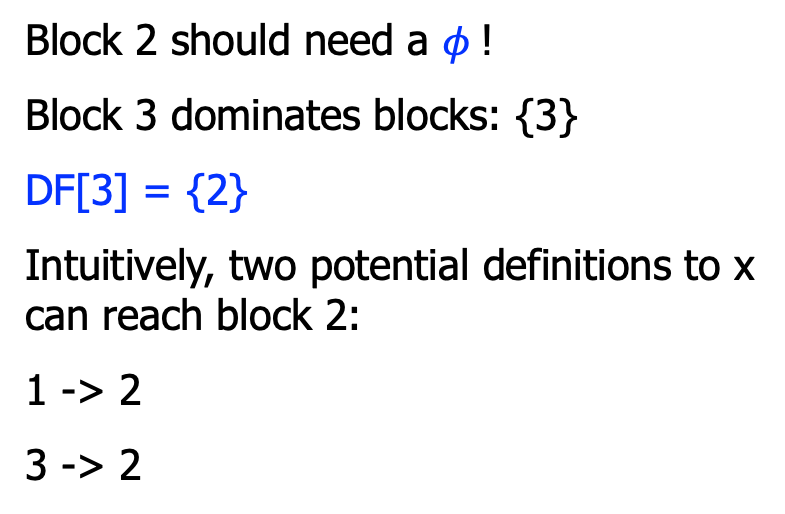 Block 2 should need a ϕ !
Block 3 dominates blocks: {3}
DF[3] = {2}
Intuitively, two potential definitions to x
can reach block 2:
1 -> 2
3 -> 2